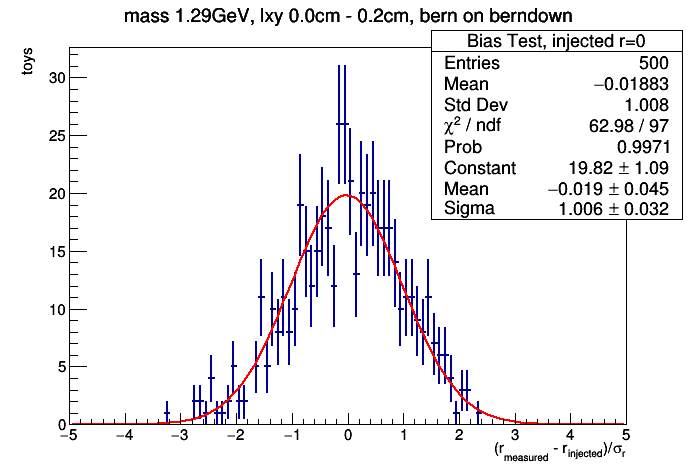 mass 1.29GeV, lxy 0.0cm - 0.2cm, bern on berndown
toys
Bias Test, injected r=0
Entries 500
Mean −0.01883
Std Dev 1.008
χ² / ndf 62.98 / 97
Prob 0.9971
Constant 19.82 ± 1.09
Mean −0.019 ± 0.045
Sigma 1.006 ± 0.032
30
25
20
15
10
5
0
−5 −4 −3 −2 −1 0 1 2 3 4 5
(r_measured - r_injected)/σ_r